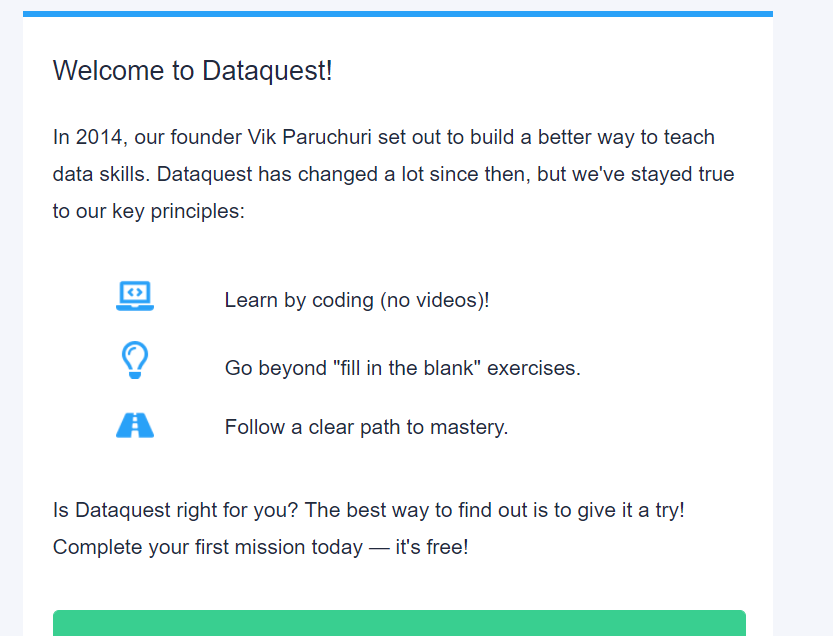 Welcome to Dataquest!
In 2014, our founder Vik Paruchuri set out to build a better way to teach
data skills. Dataquest has changed a lot since then, but we've stayed true
to our key principles:
Learn by coding (no videos)!
Go beyond "fill in the blank" exercises.
Follow a clear path to mastery.
Is Dataquest right for you? The best way to find out is to give it a try!
Complete your first mission today — it's free!